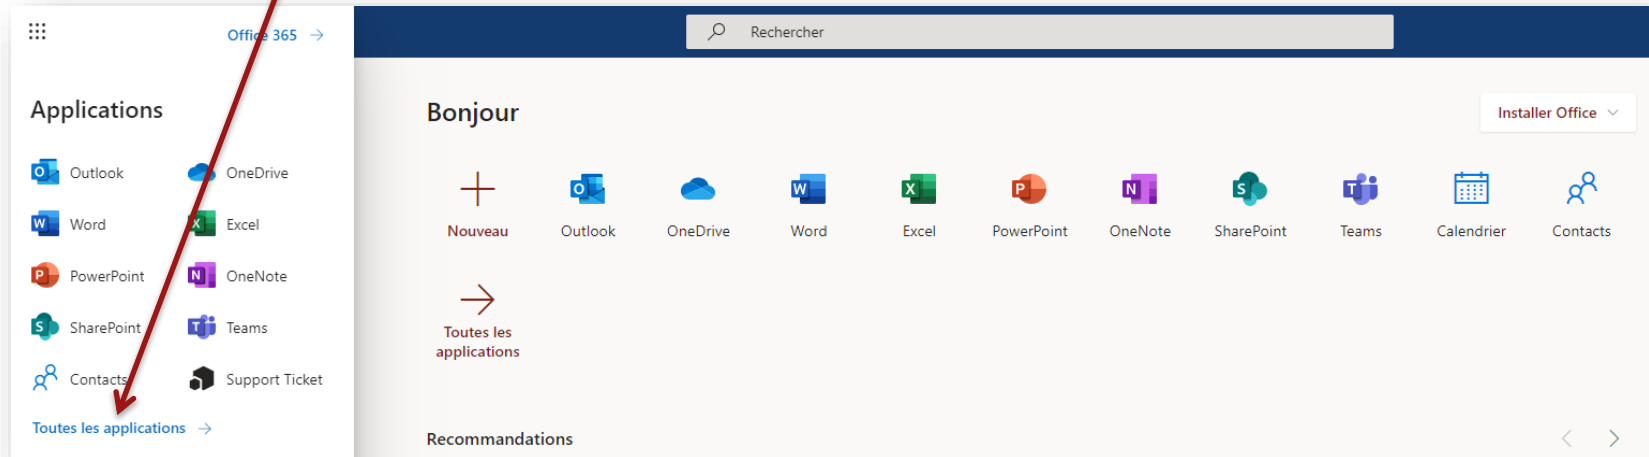 Office 365
Rechercher
Applications
Outlook
OneDrive
Word
Excel
PowerPoint
OneNote
SharePoint
Teams
Contacts
Support Ticket
Toutes les applications
Bonjour
Installer Office
Nouveau
Outlook
OneDrive
Word
Excel
PowerPoint
OneNote
SharePoint
Teams
Calendrier
Contacts
Toutes les
applications
Recommandations